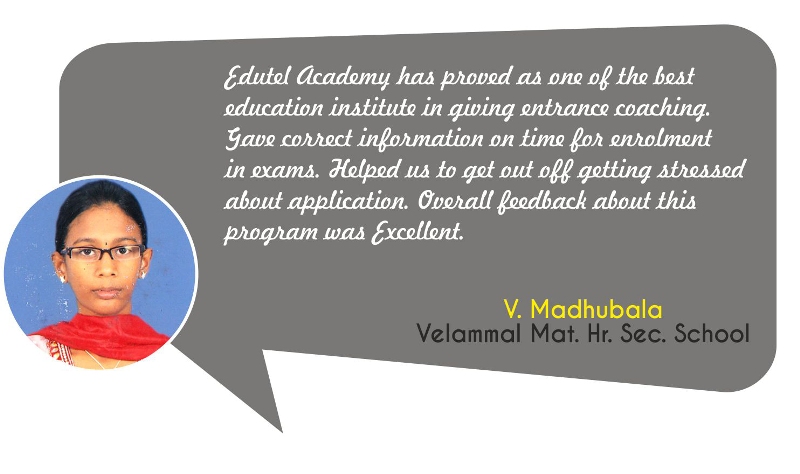 Edutel Academy has proved as one of the best
education institute in giving entrance coaching.
Gave correct information on time for enrolment
in exams. Helped us to get out off getting stressed
about application. Overall feedback about this
program was Excellent.
V. Madhubala
Velammal Mat. Hr. Sec. School